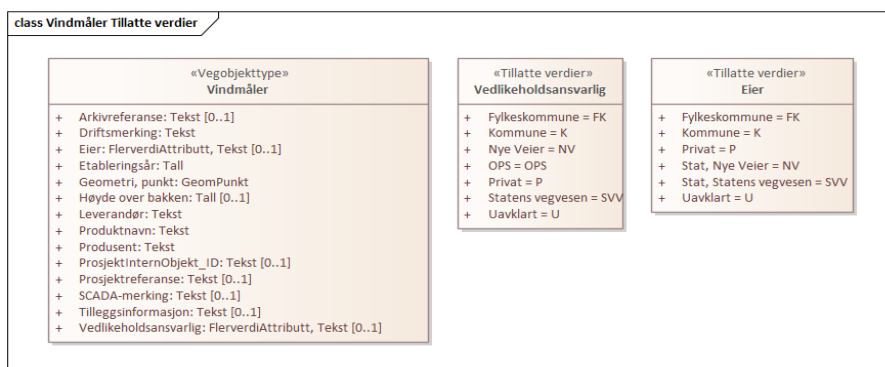 class Vindmåler Tillatte verdier
«Vegobjekttype»
Vindmåler
+ Arkivreferanse: Tekst [0..1]
+ Driftsmerking: Tekst
+ Eier: FlerverdiAttributt, Tekst [0..1]
+ Etableringsår: Tall
+ Geometri, punkt: GeomPunkt
+ Høyde over bakken: Tall [0..1]
+ Leverandør: Tekst
+ Produktnavn: Tekst
+ Produsent: Tekst
+ ProsjektInternObjekt_ID: Tekst [0..1]
+ Prosjektreferanse: Tekst [0..1]
+ SCADA-merking: Tekst [0..1]
+ Tilleggsinformasjon: Tekst [0..1]
+ Vedlikeholdsansvarlig: FlerverdiAttributt, Tekst [0..1]
«Tillatte verdier»
Vedlikeholdsansvarlig
+ Fylkeskommune = FK
+ Kommune = K
+ Nye Veier = NV
+ OPS = OPS
+ Privat = P
+ Statens vegvesen = SVV
+ Uavklart = U
«Tillatte verdier»
Eier
+ Fylkeskommune = FK
+ Kommune = K
+ Privat = P
+ Stat, Nye Veier = NV
+ Stat, Statens vegvesen = SVV
+ Uavklart = U